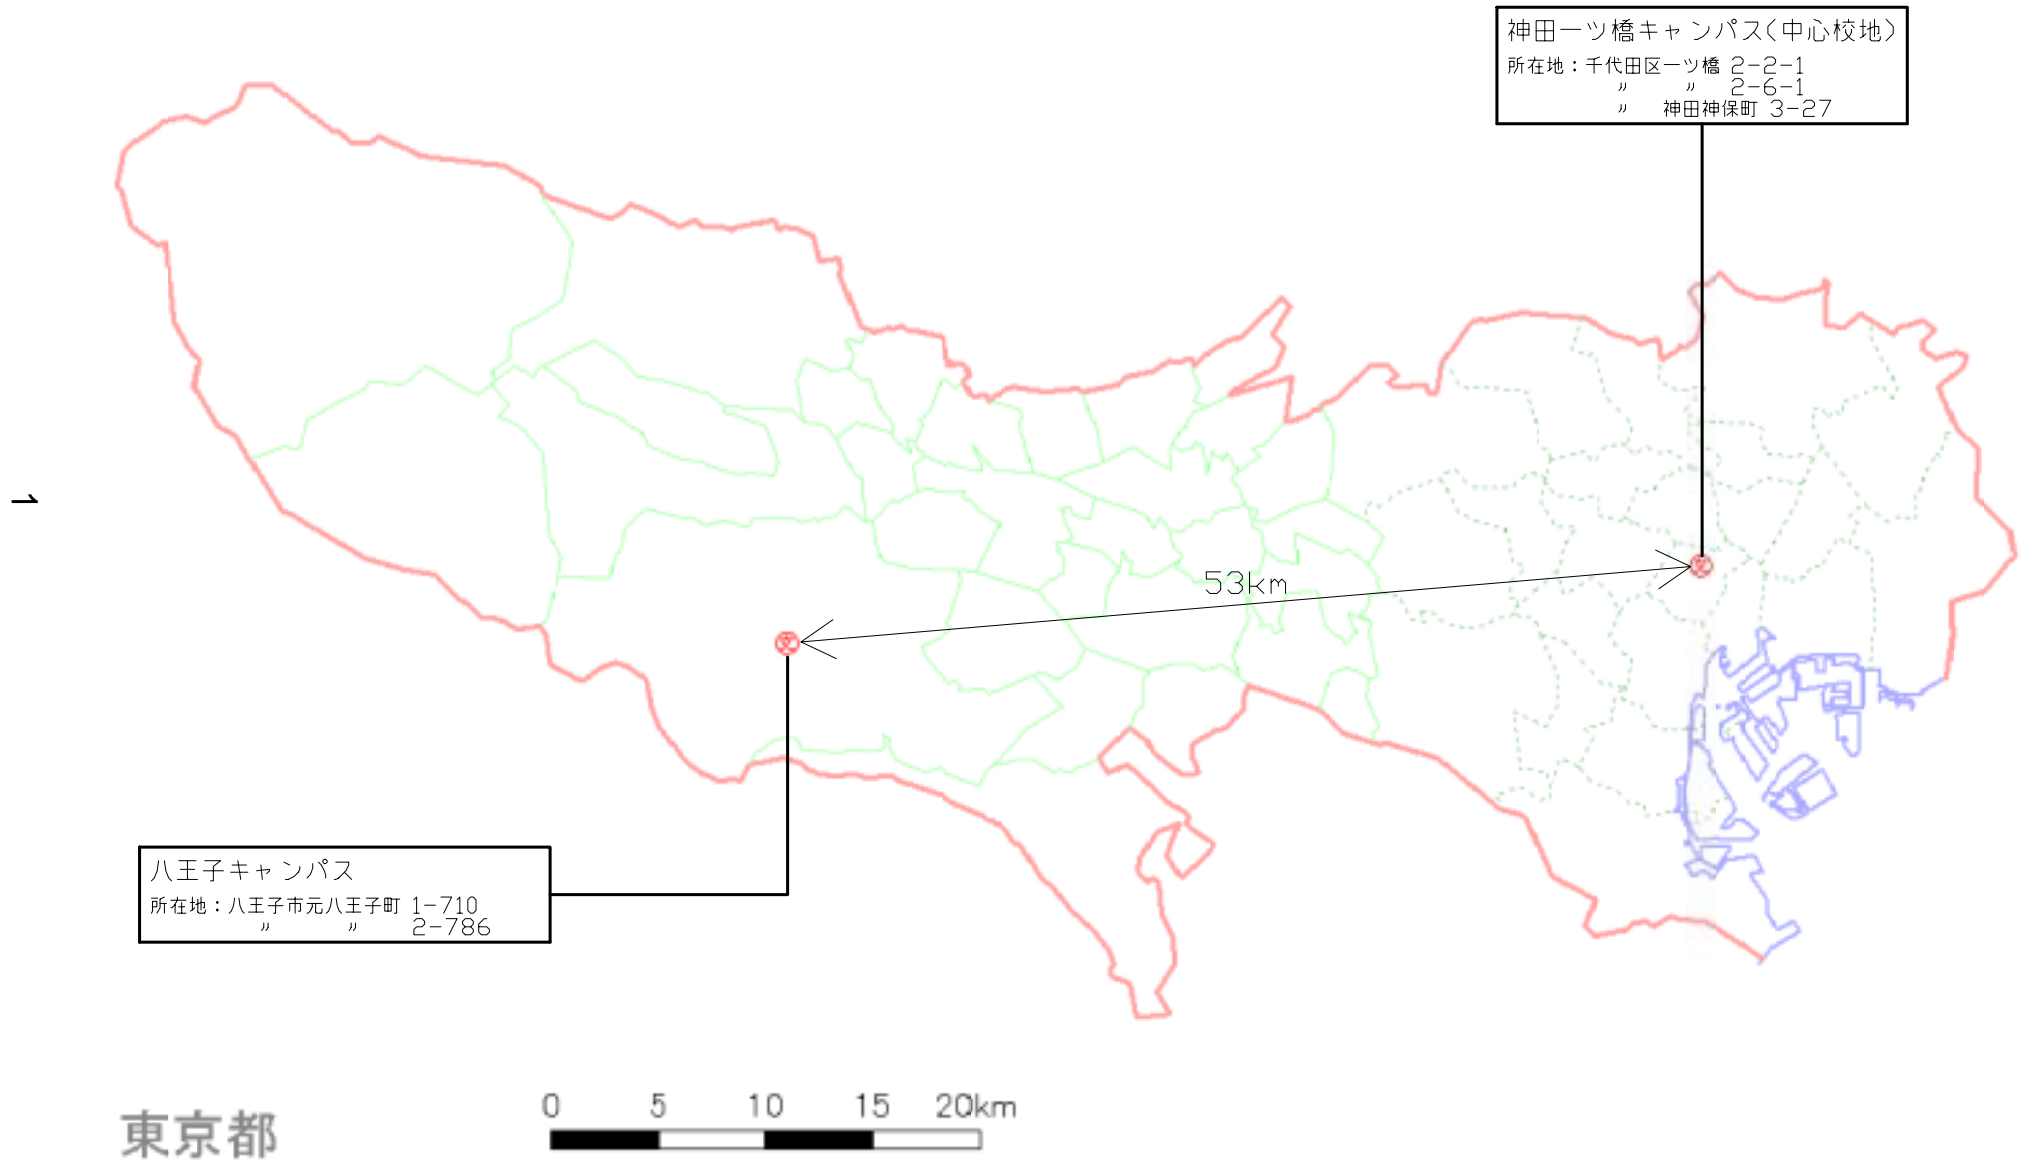 神田一ツ橋キャンパス(中心校地)
所在地：千代田区一ツ橋 2-2-1
〃 〃 2-6-1
〃 神田神保町 3-27
53km
1
八王子キャンパス
所在地：八王子市元八王子町 1-710
〃 〃 2-786
東京都
0 5 10 15 20km